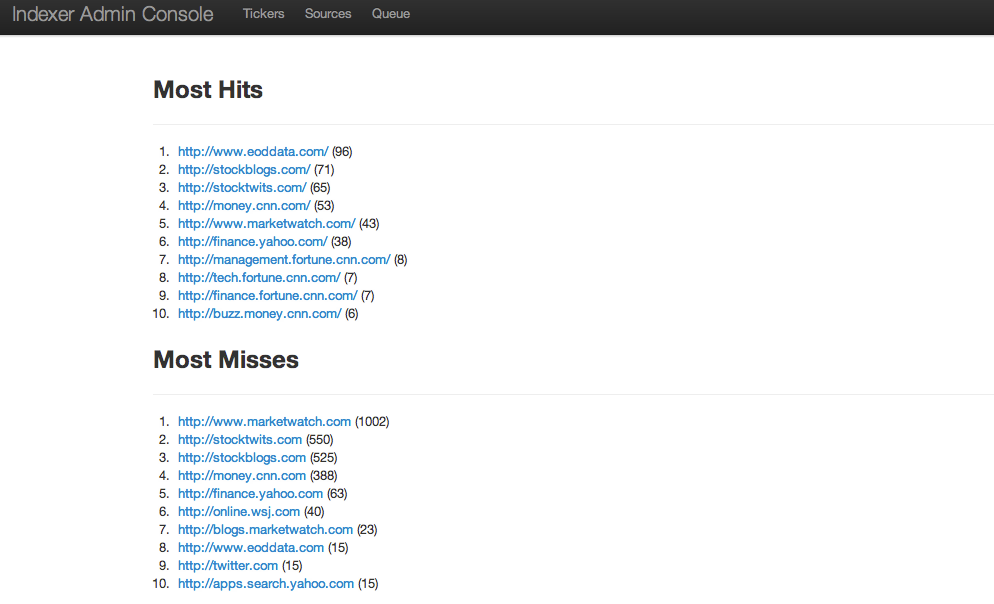 Indexer Admin Console Tickers Sources Queue
Most Hits
1. http://www.eoddata.com/ (96)
2. http://stockblogs.com/ (71)
3. http://stocktwits.com/ (65)
4. http://money.cnn.com/ (53)
5. http://www.marketwatch.com/ (43)
6. http://finance.yahoo.com/ (38)
7. http://management.fortune.cnn.com/ (8)
8. http://tech.fortune.cnn.com/ (7)
9. http://finance.fortune.cnn.com/ (7)
10. http://buzz.money.cnn.com/ (6)
Most Misses
1. http://www.marketwatch.com (1002)
2. http://stocktwits.com (550)
3. http://stockblogs.com (525)
4. http://money.cnn.com (388)
5. http://finance.yahoo.com (63)
6. http://online.wsj.com (40)
7. http://blogs.marketwatch.com (23)
8. http://www.eoddata.com (15)
9. http://twitter.com (15)
10. http://apps.search.yahoo.com (15)